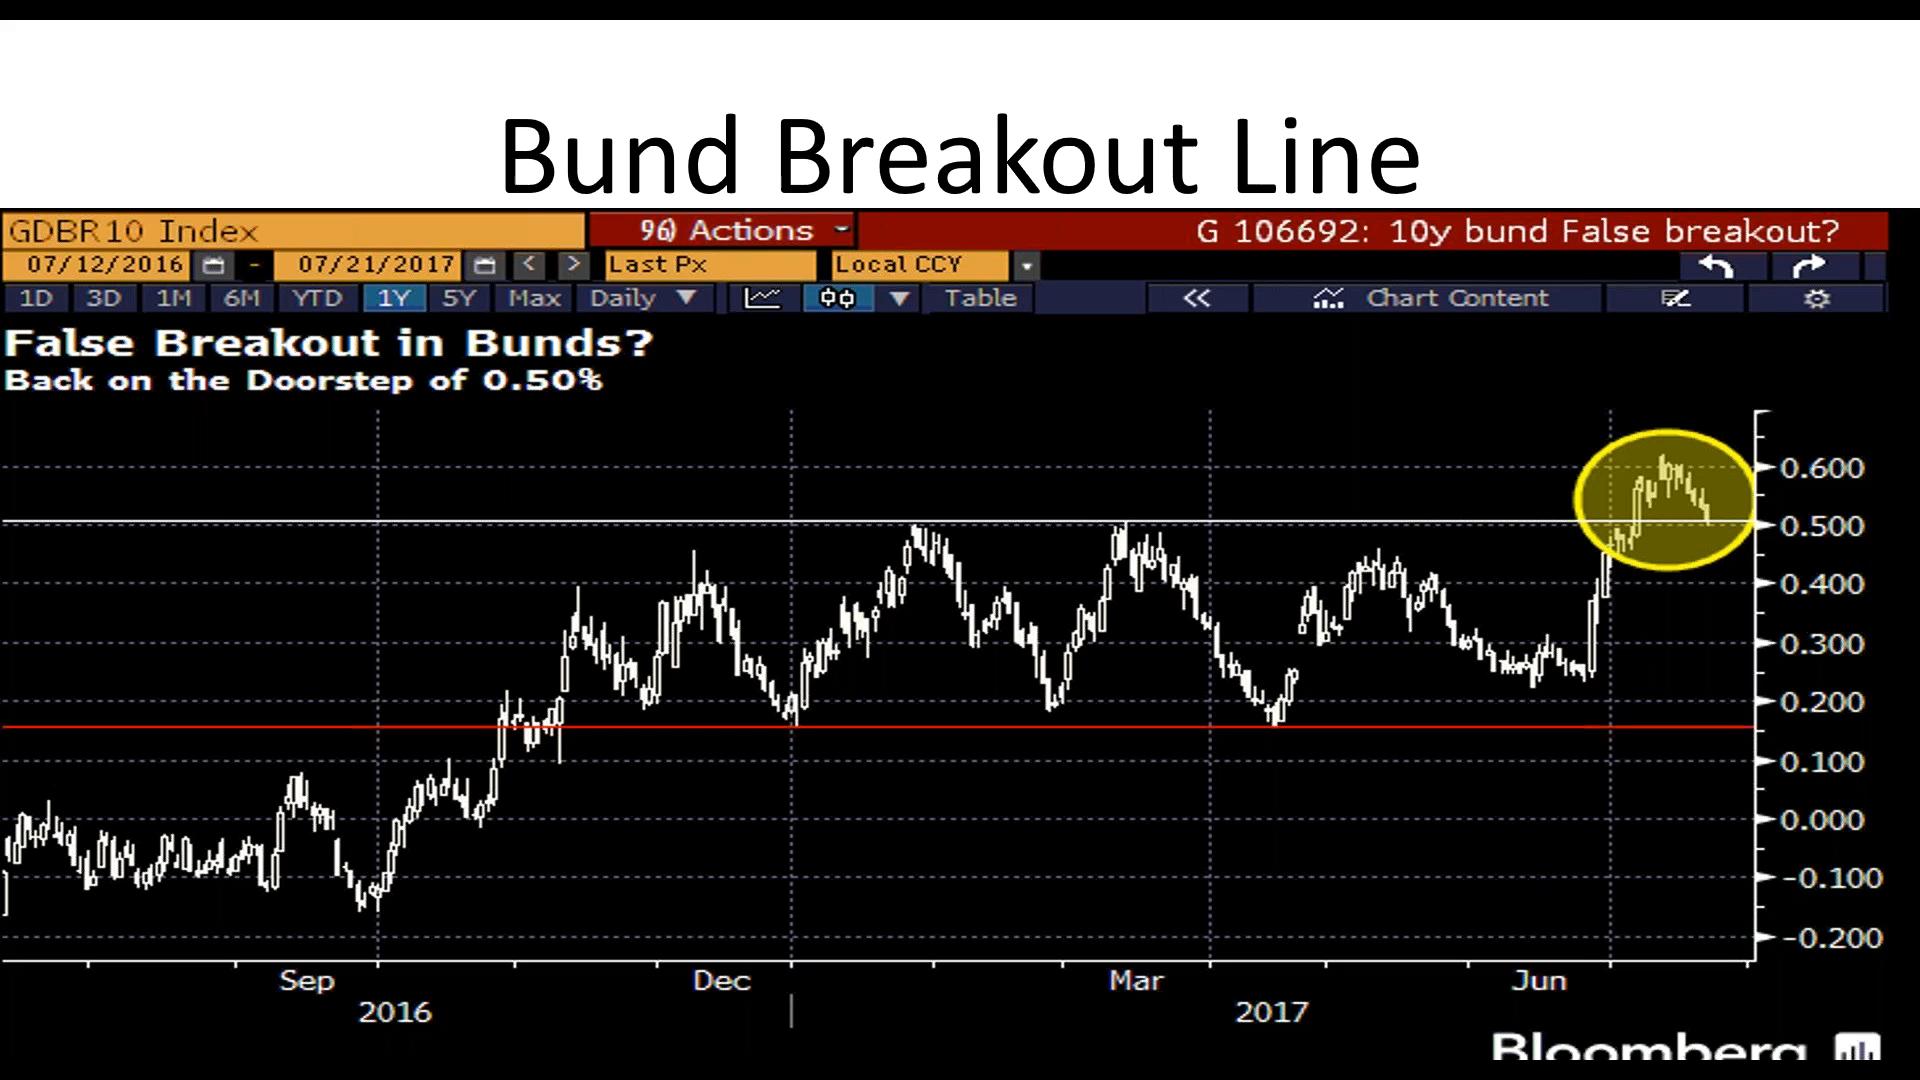 Bund Breakout Line
GDBR10 Index 96) Actions G 106692: 10y bund False breakout?
07/12/2016 - 07/21/2017 < > Last Px Local CCY
1D 3D 1M 6M YTD 1Y 5Y Max Daily Table << Chart Content
False Breakout in Bunds?
Back on the Doorstep of 0.50%
0.600
0.500
0.400
0.300
0.200
0.100
0.000
-0.100
-0.200
Sep Dec Mar Jun
2016 2017
Bloomberg